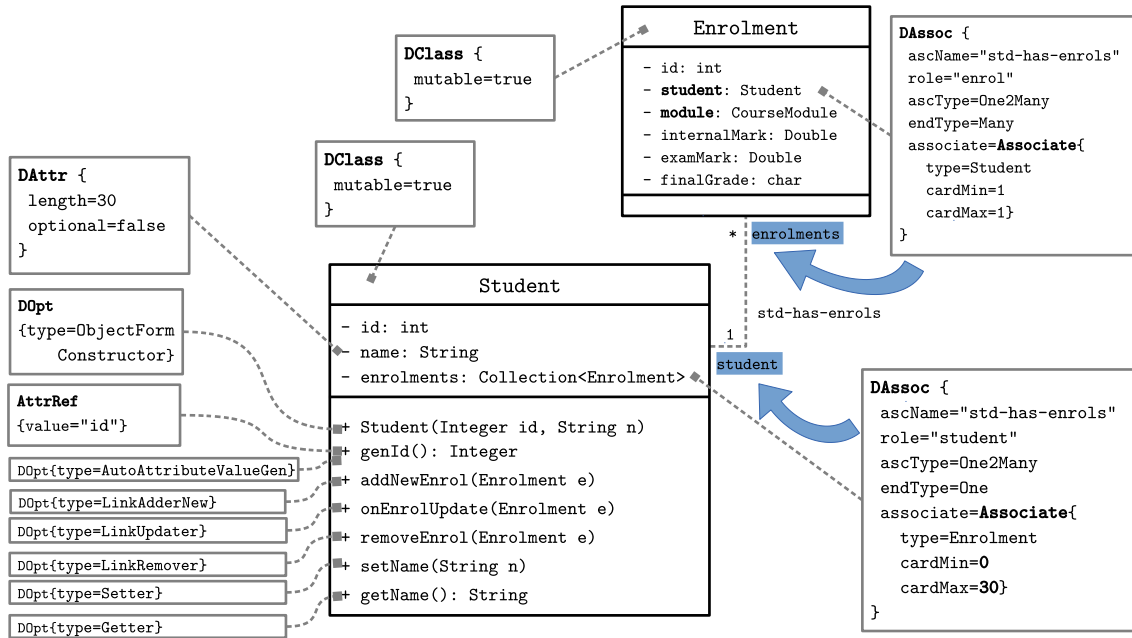 Enrolment
- id: int
- student: Student
- module: CourseModule
- internalMark: Double
- examMark: Double
- finalGrade: char
DClass {
mutable=true
}
DAssoc {
ascName="std-has-enrols"
role="enrol"
ascType=One2Many
endType=Many
associate=Associate{
type=Student
cardMin=1
cardMax=1}
}
DClass {
mutable=true
}
DAttr {
length=30
optional=false
}
* enrolments
std-has-enrols
1
student
Student
- id: int
- name: String
- enrolments: Collection<Enrolment>
+ Student(Integer id, String n)
+ genId(): Integer
+ addNewEnrol(Enrolment e)
+ onEnrolUpdate(Enrolment e)
+ removeEnrol(Enrolment e)
+ setName(String n)
+ getName(): String
DOpt
{type=ObjectForm
Constructor}
AttrRef
{value="id"}
DOpt{type=AutoAttributeValueGen}
DOpt{type=LinkAdderNew}
DOpt{type=LinkUpdater}
DOpt{type=LinkRemover}
DOpt{type=Setter}
DOpt{type=Getter}
DAssoc {
ascName="std-has-enrols"
role="student"
ascType=One2Many
endType=One
associate=Associate{
type=Enrolment
cardMin=0
cardMax=30}
}